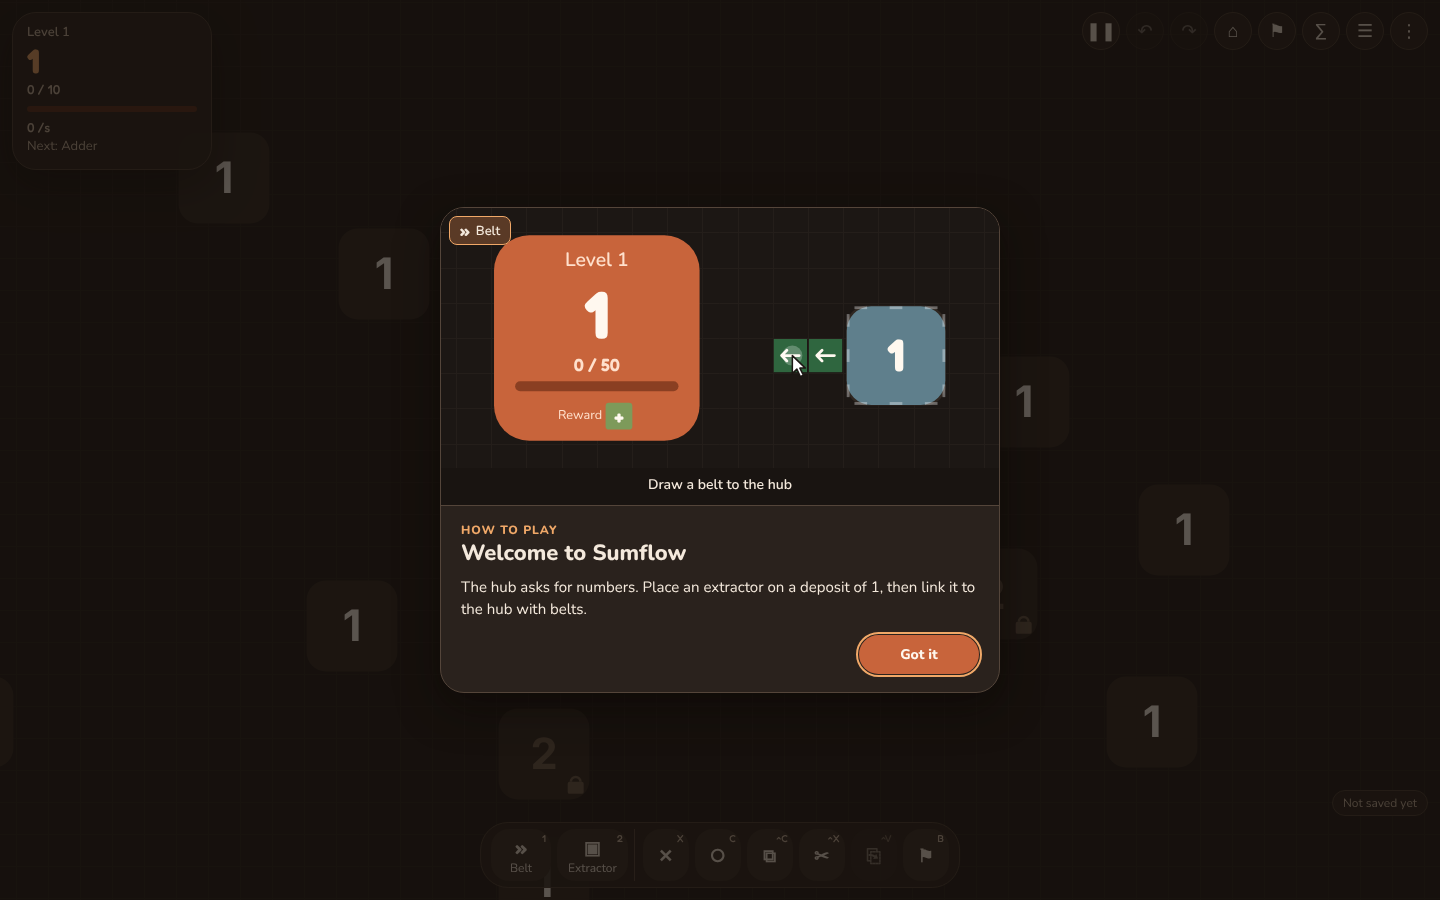 Level 1
1
0 / 10
0 /s
Next: Adder
1
1
Belt
Level 1
1
0 / 50
Reward
1
Draw a belt to the hub
HOW TO PLAY
Welcome to Sumflow
The hub asks for numbers. Place an extractor on a deposit of 1, then link it to
the hub with belts.
Got it
1
1
1
1
2
Not saved yet
1
Belt
2
Extractor
X
C
~C
~X
B